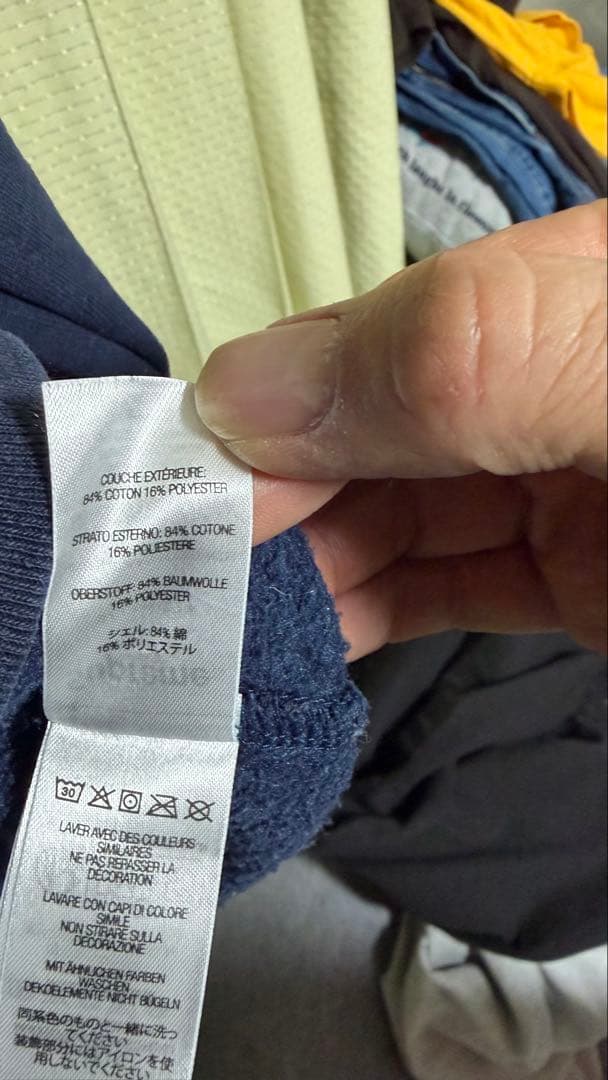 COUCHE EXTÉRIEURE:
84% COTON 16% POLYESTER
STRATO ESTERNO: 84% COTONE
16% POLIESTERE
OBERSTOFF: 84% BAUMWOLLE
16% POLYESTER
シェル: 84% 綿
16% ポリエステル
30
LAVER AVEC DES COULEURS
SIMILAIRES
NE PAS REPASSER LA
DECORATION
LAVARE CON CAPI DI COLORE
SIMILE
NON STIRARE SULLA
DECORAZIONE
MIT ÄHNLICHEN FARBEN
WASCHEN
DEKOELEMENTE NICHT BÜGELN
同系色のものと一緒に洗っ
てください
装飾部分にはアイロンを使
用しないでください